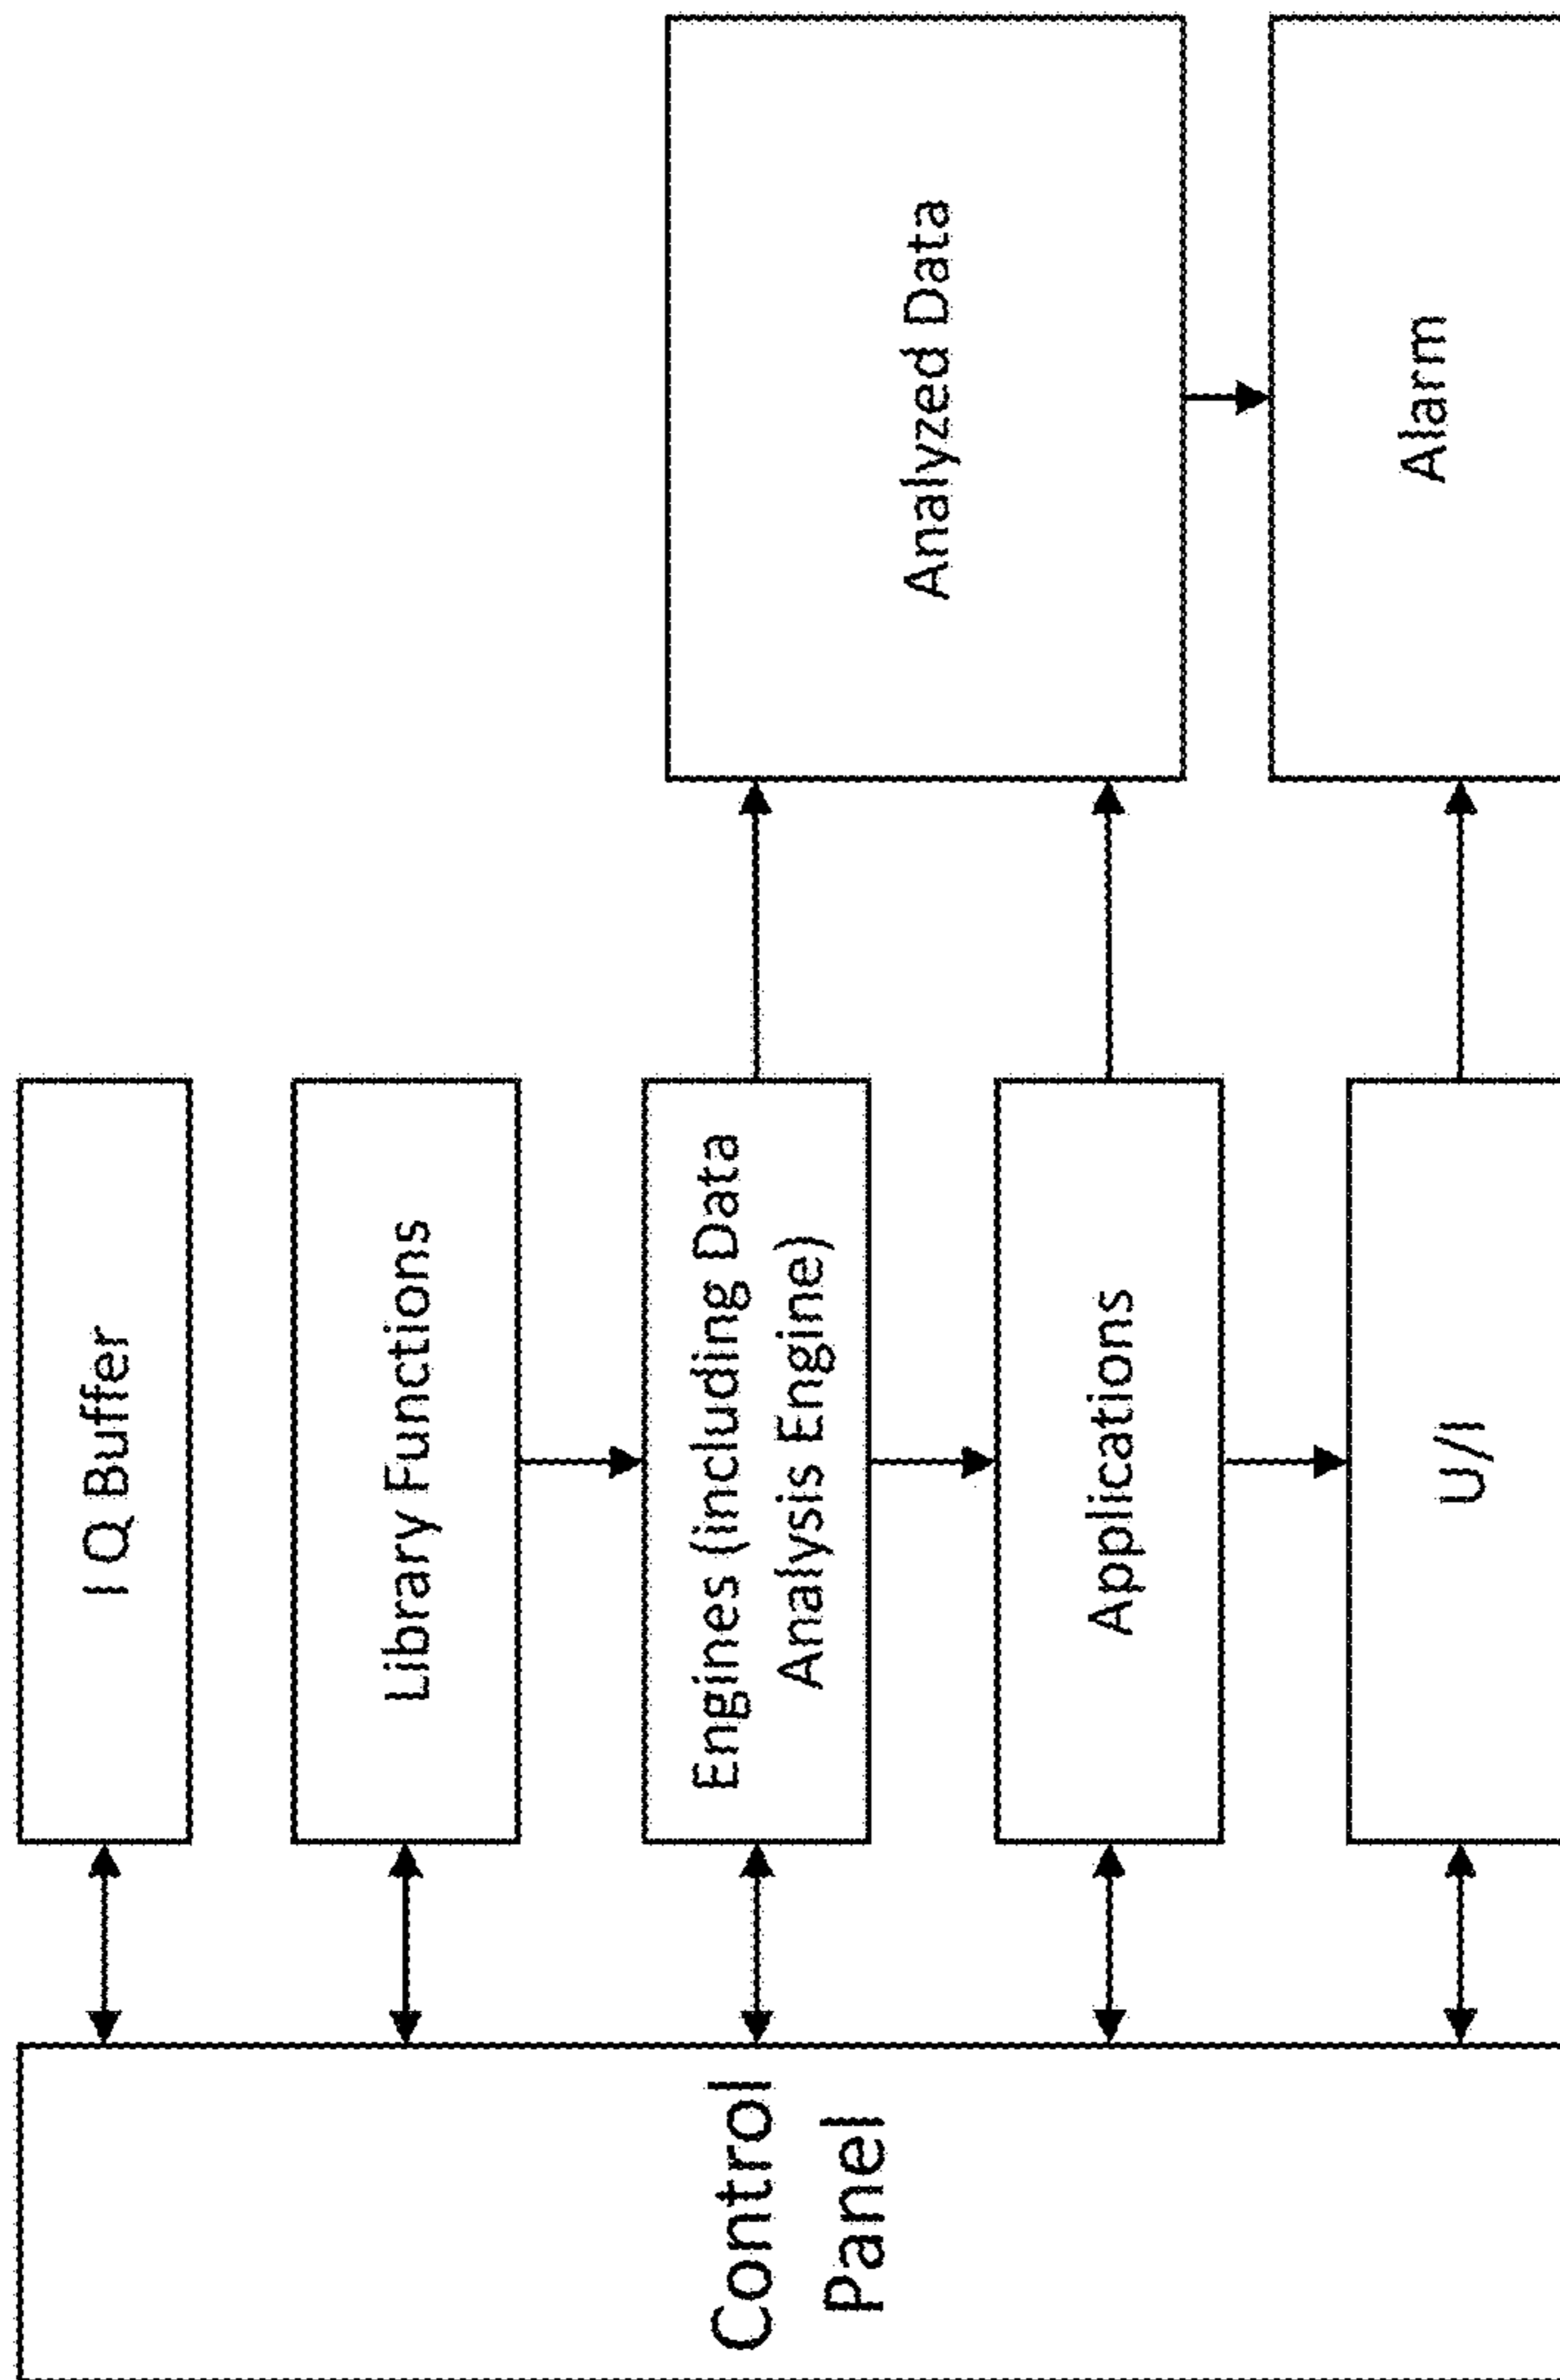 Control
Panel
I Q Buffer
Library Functions
Engines (including Data
Analysis Engine)
Applications
U/I
Analyzed Data
Alarm